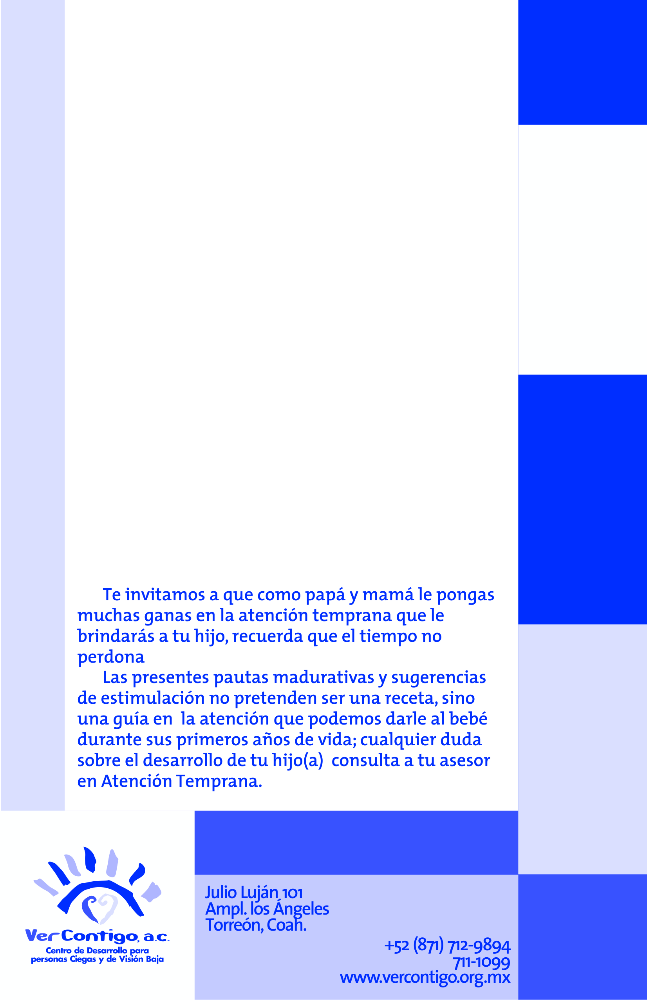 Te invitamos a que como papá y mamá le pongas
muchas ganas en la atención temprana que le
brindarás a tu hijo, recuerda que el tiempo no
perdona
Las presentes pautas madurativas y sugerencias
de estimulación no pretenden ser una receta, sino
una guía en  la atención que podemos darle al bebé
durante sus primeros años de vida; cualquier duda
sobre el desarrollo de tu hijo(a)  consulta a tu asesor
en Atención Temprana.
VerContigo, a.c.
Centro de Desarrollo para
personas Ciegas y de Visión Baja
Julio Luján 101
Ampl. los Ángeles
Torreón, Coah.
+52 (871) 712-9894
711-1099
www.vercontigo.org.mx